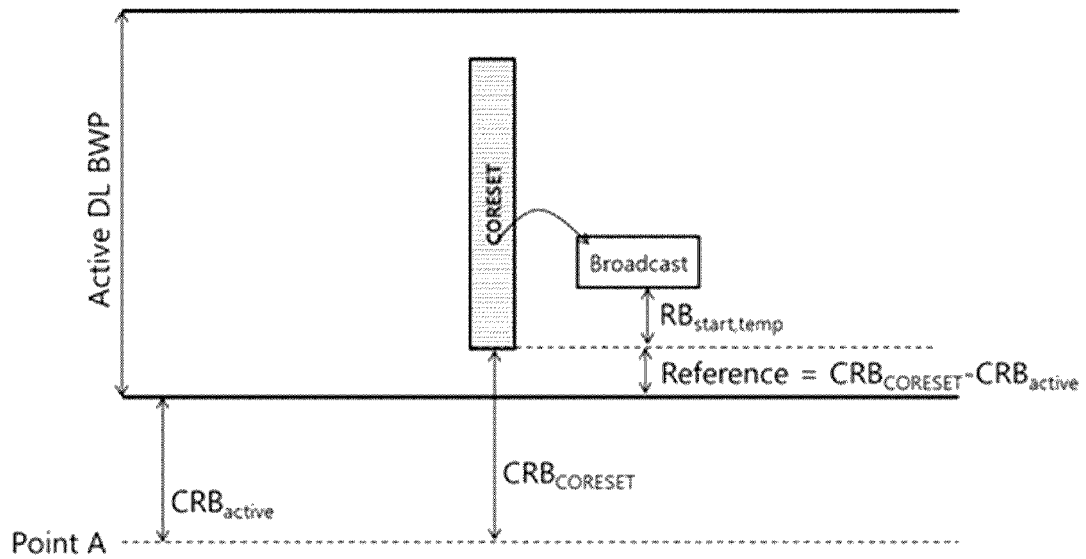 Active DL BWP
CORESET
Broadcast
RBstart,temp
Reference = CRBCORESET-CRBactive
CRBCORESET
CRBactive
Point A